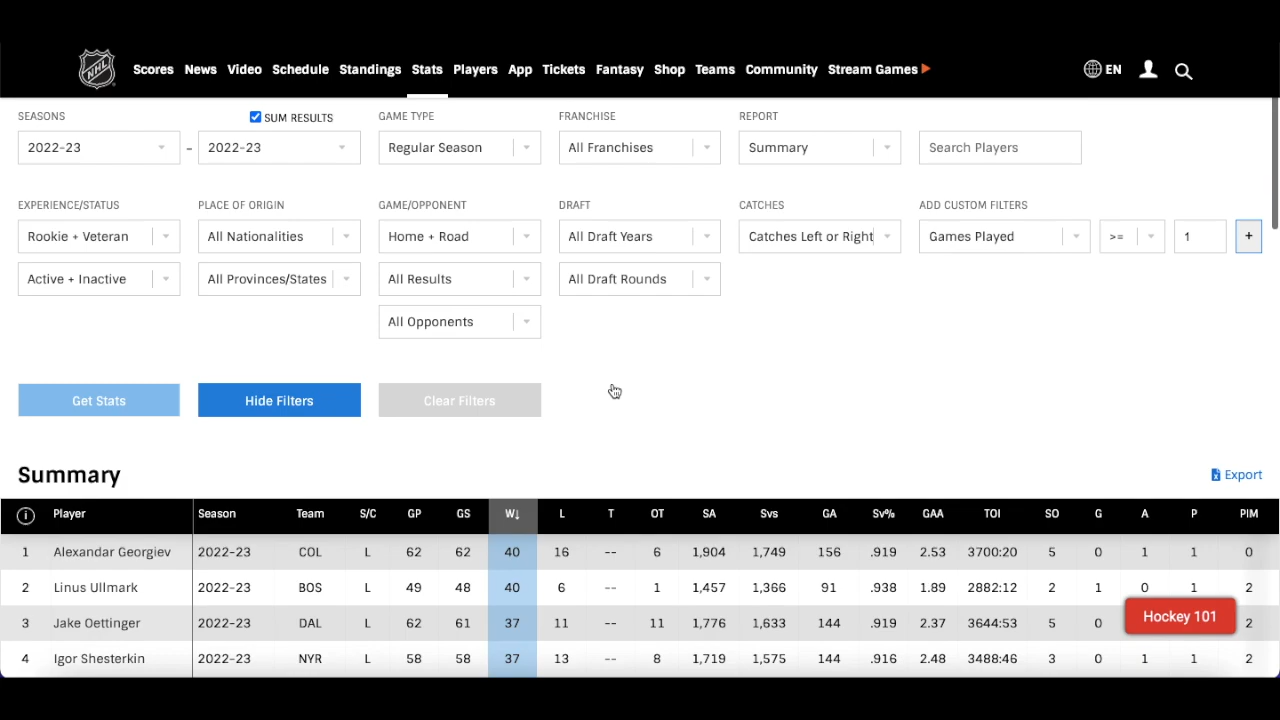 NHL Scores News Video Schedule Standings Stats Players App Tickets Fantasy Shop Teams Community Stream Games EN
SEASONS SUM RESULTS GAME TYPE FRANCHISE REPORT
2022-23 – 2022-23 Regular Season All Franchises Summary Search Players
EXPERIENCE/STATUS PLACE OF ORIGIN GAME/OPPONENT DRAFT CATCHES ADD CUSTOM FILTERS
Rookie + Veteran All Nationalities Home + Road All Draft Years Catches Left or Right Games Played >= 1 +
Active + Inactive All Provinces/States All Results All Draft Rounds
All Opponents
Get Stats Hide Filters Clear Filters
Summary Export
i Player Season Team S/C GP GS W↓ L T OT SA Svs GA Sv% GAA TOI SO G A P PIM
1 Alexandar Georgiev 2022-23 COL L 62 62 40 16 -- 6 1,904 1,749 156 .919 2.53 3700:20 5 0 1 1 0
2 Linus Ullmark 2022-23 BOS L 49 48 40 6 -- 1 1,457 1,366 91 .938 1.89 2882:12 2 1 0 1 2
3 Jake Oettinger 2022-23 DAL L 62 61 37 11 -- 11 1,776 1,633 144 .919 2.37 3644:53 5 0 2
Hockey 101
4 Igor Shesterkin 2022-23 NYR L 58 58 37 13 -- 8 1,719 1,575 144 .916 2.48 3488:46 3 0 1 1 2